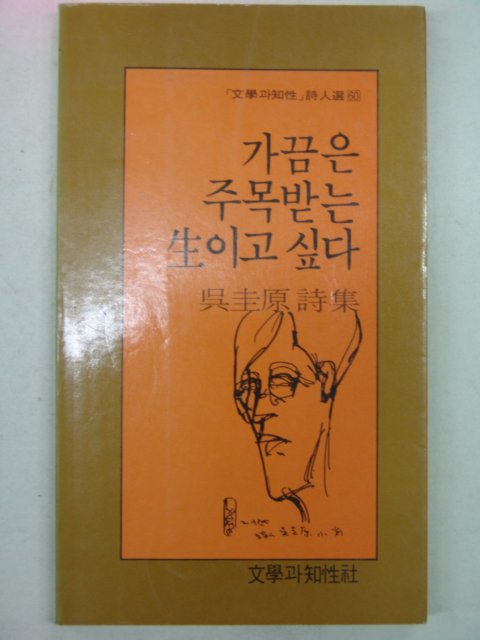 「文學과知性」詩人選 60
가끔은
주목받는
生이고 싶다
吳圭原 詩集
文學과知性社